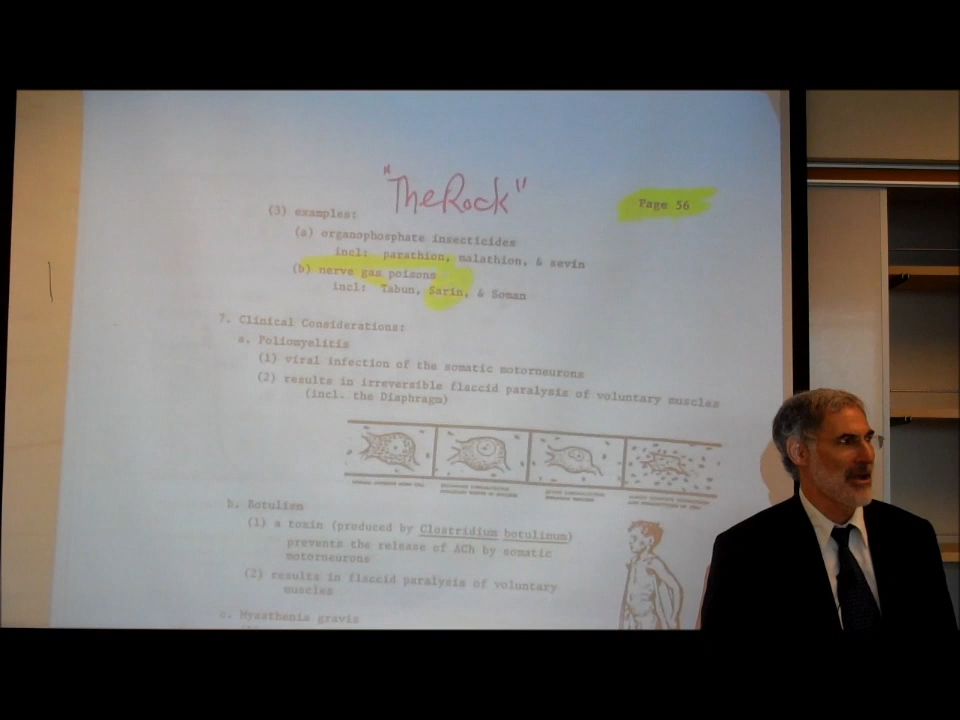 "The Rock"
Page 56
(3) examples:
(a) organophosphate insecticides
incl: parathion, malathion, & sevin
(b) nerve gas poisons
incl: Tabun, Sarin, & Soman
7. Clinical Considerations:
a. Poliomyelitis
(1) viral infection of the somatic motorneurons
(2) results in irreversible flaccid paralysis of voluntary muscles
(incl. the Diaphragm)
b. Botulism
(1) a toxin (produced by Clostridium botulinum)
prevents the release of ACh by somatic
motorneurons
(2) results in flaccid paralysis of voluntary
muscles
c. Myasthenia gravis